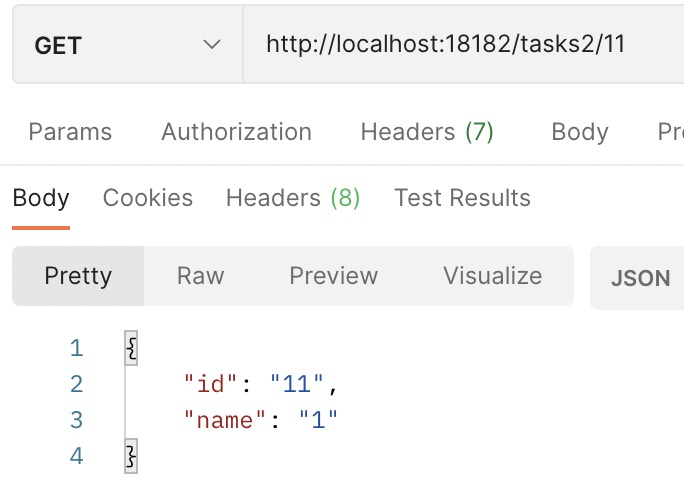 GET http://localhost:18182/tasks2/11
Params Authorization Headers (7) Body
Body Cookies Headers (8) Test Results
Pretty Raw Preview Visualize JSON
1 {
2 "id": "11",
3 "name": "1"
4 }